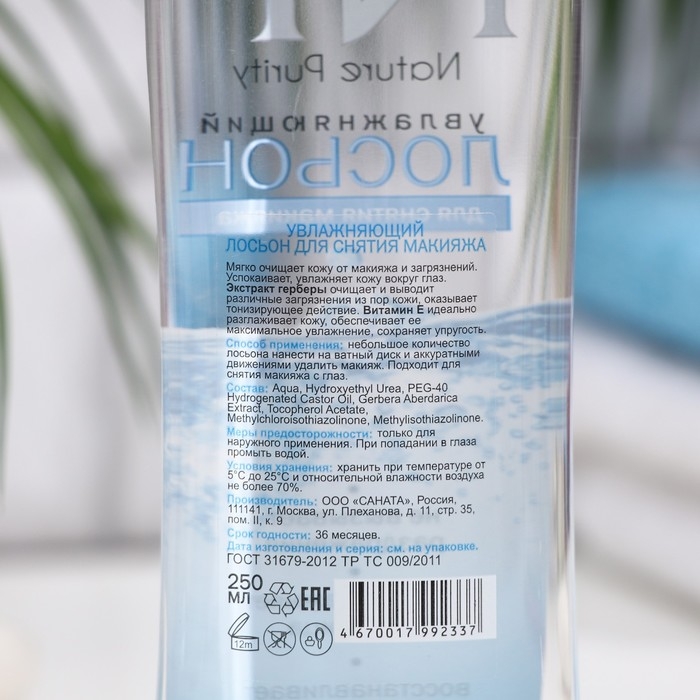 Nature Purity
увлажняющий
ЛОСЬОН
для снятия макияжа
УВЛАЖНЯЮЩИЙ
ЛОСЬОН ДЛЯ СНЯТИЯ МАКИЯЖА
Мягко очищает кожу от макияжа и загрязнений.
Успокаивает, увлажняет кожу вокруг глаз.
Экстракт герберы очищает и выводит
различные загрязнения из пор кожи, оказывает
тонизирующее действие. Витамин Е идеально
разглаживает кожу, обеспечивает ее
максимальное увлажнение, сохраняет упругость.
Способ применения: небольшое количество
лосьона нанести на ватный диск и аккуратными
движениями удалить макияж. Подходит для
снятия макияжа с глаз.
Состав: Aqua, Hydroxyethyl Urea, PEG-40
Hydrogenated Castor Oil, Gerbera Aberdarica
Extract, Tocopherol Acetate,
Methylchloroisothiazolinone, Methylisothiazolinone.
Меры предосторожности: только для
наружного применения. При попадании в глаза
промыть водой.
Условия хранения: хранить при температуре от
5°С до 25°С и относительной влажности воздуха
не более 70%.
Производитель: ООО «САНАТА», Россия,
111141, г. Москва, ул. Плеханова, д. 11, стр. 35,
пом. II, к. 9
Срок годности: 36 месяцев.
Дата изготовления и серия: см. на упаковке.
ГОСТ 31679-2012 ТР ТС 009/2011
250
МЛ
EAC
12m
4 670017 992337
восстанавливает